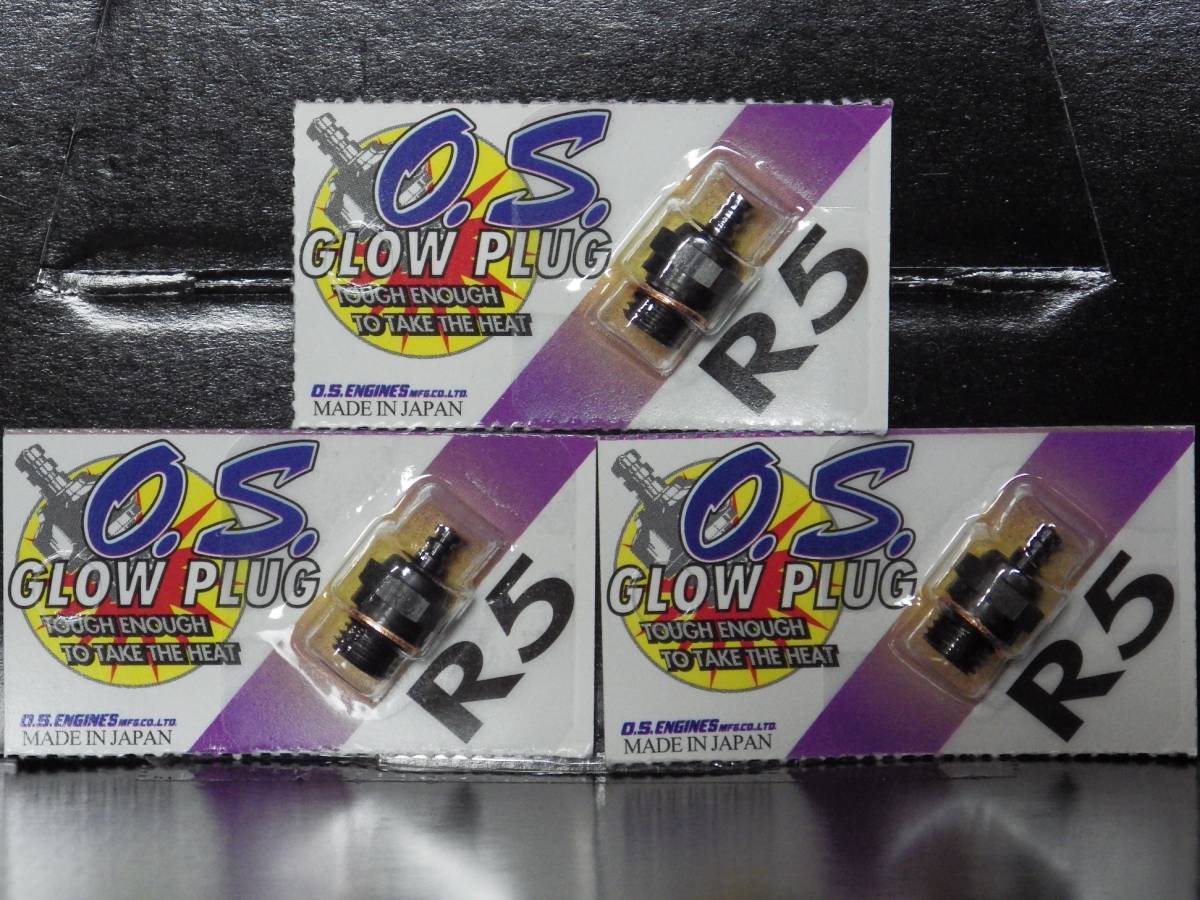 O.S.
GLOW PLUG
TOUGH ENOUGH
TO TAKE THE HEAT
R5
O.S.ENGINES MFG.CO.LTD.
MADE IN JAPAN
O.S.
GLOW PLUG
TOUGH ENOUGH
TO TAKE THE HEAT
R5
O.S.ENGINES MFG.CO.LTD.
MADE IN JAPAN
O.S.
GLOW PLUG
TOUGH ENOUGH
TO TAKE THE HEAT
R5
O.S.ENGINES MFG.CO.LTD.
MADE IN JAPAN